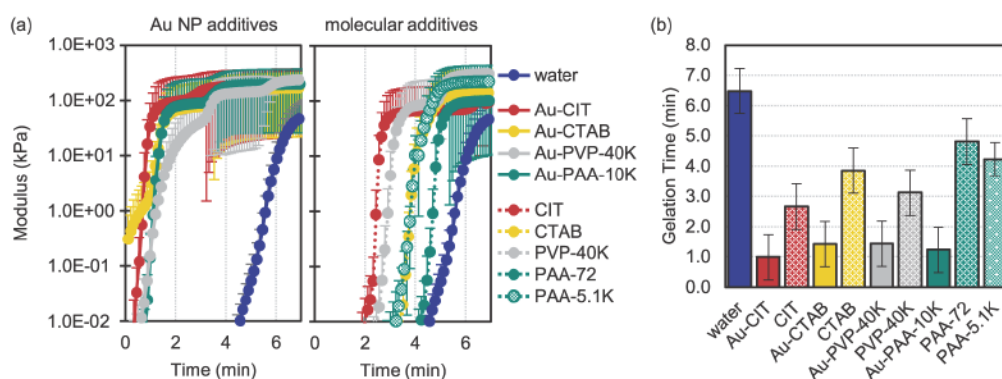 (a)
Au NP additives
molecular additives
Modulus (kPa)
1.0E+03
1.0E+02
1.0E+01
1.0E+00
1.0E-01
1.0E-02
0 2 4 6
Time (min)
0 2 4 6
Time (min)
water
Au-CIT
Au-CTAB
Au-PVP-40K
Au-PAA-10K
CIT
CTAB
PVP-40K
PAA-72
PAA-5.1K
(b)
Gelation Time (min)
8.0
7.0
6.0
5.0
4.0
3.0
2.0
1.0
0.0
water
Au-CIT
CIT
Au-CTAB
CTAB
Au-PVP-40K
PVP-40K
Au-PAA-10K
PAA-72
PAA-5.1K